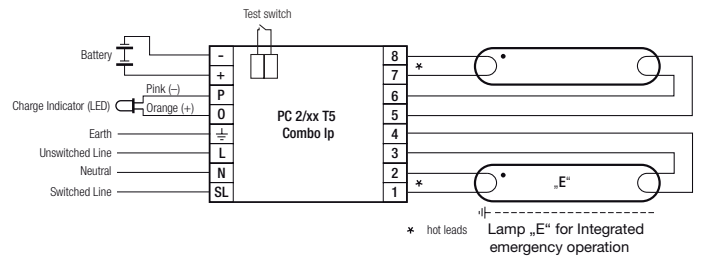 Test switch
Battery
-
+
Pink (–)
P
Charge Indicator (LED)
Orange (+)
O
Earth
Unswitched Line
L
Neutral
N
Switched Line
SL
PC 2/xx T5
Combo lp
8
7
*
6
5
4
3
2
1
*
„E“
* hot leads
Lamp „E“ for Integrated
emergency operation